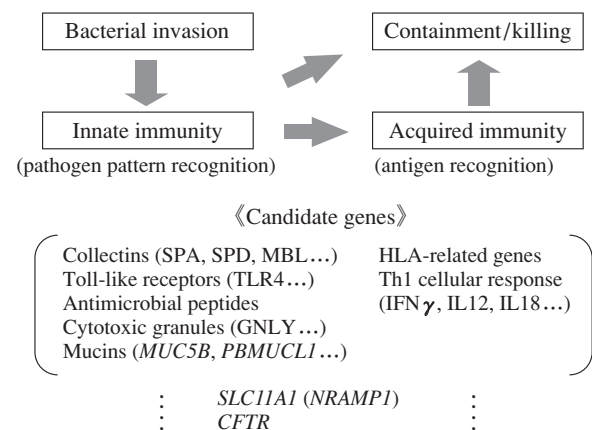 Bacterial invasion
Containment/killing
Innate immunity
Acquired immunity
(pathogen pattern recognition)
(antigen recognition)
《Candidate genes》
Collectins (SPA, SPD, MBL…)
Toll-like receptors (TLR4…)
Antimicrobial peptides
Cytotoxic granules (GNLY…)
Mucins (MUC5B, PBMUCL1…)
HLA-related genes
Th1 cellular response
(IFNγ, IL12, IL18…)
SLC11A1 (NRAMP1)
CFTR